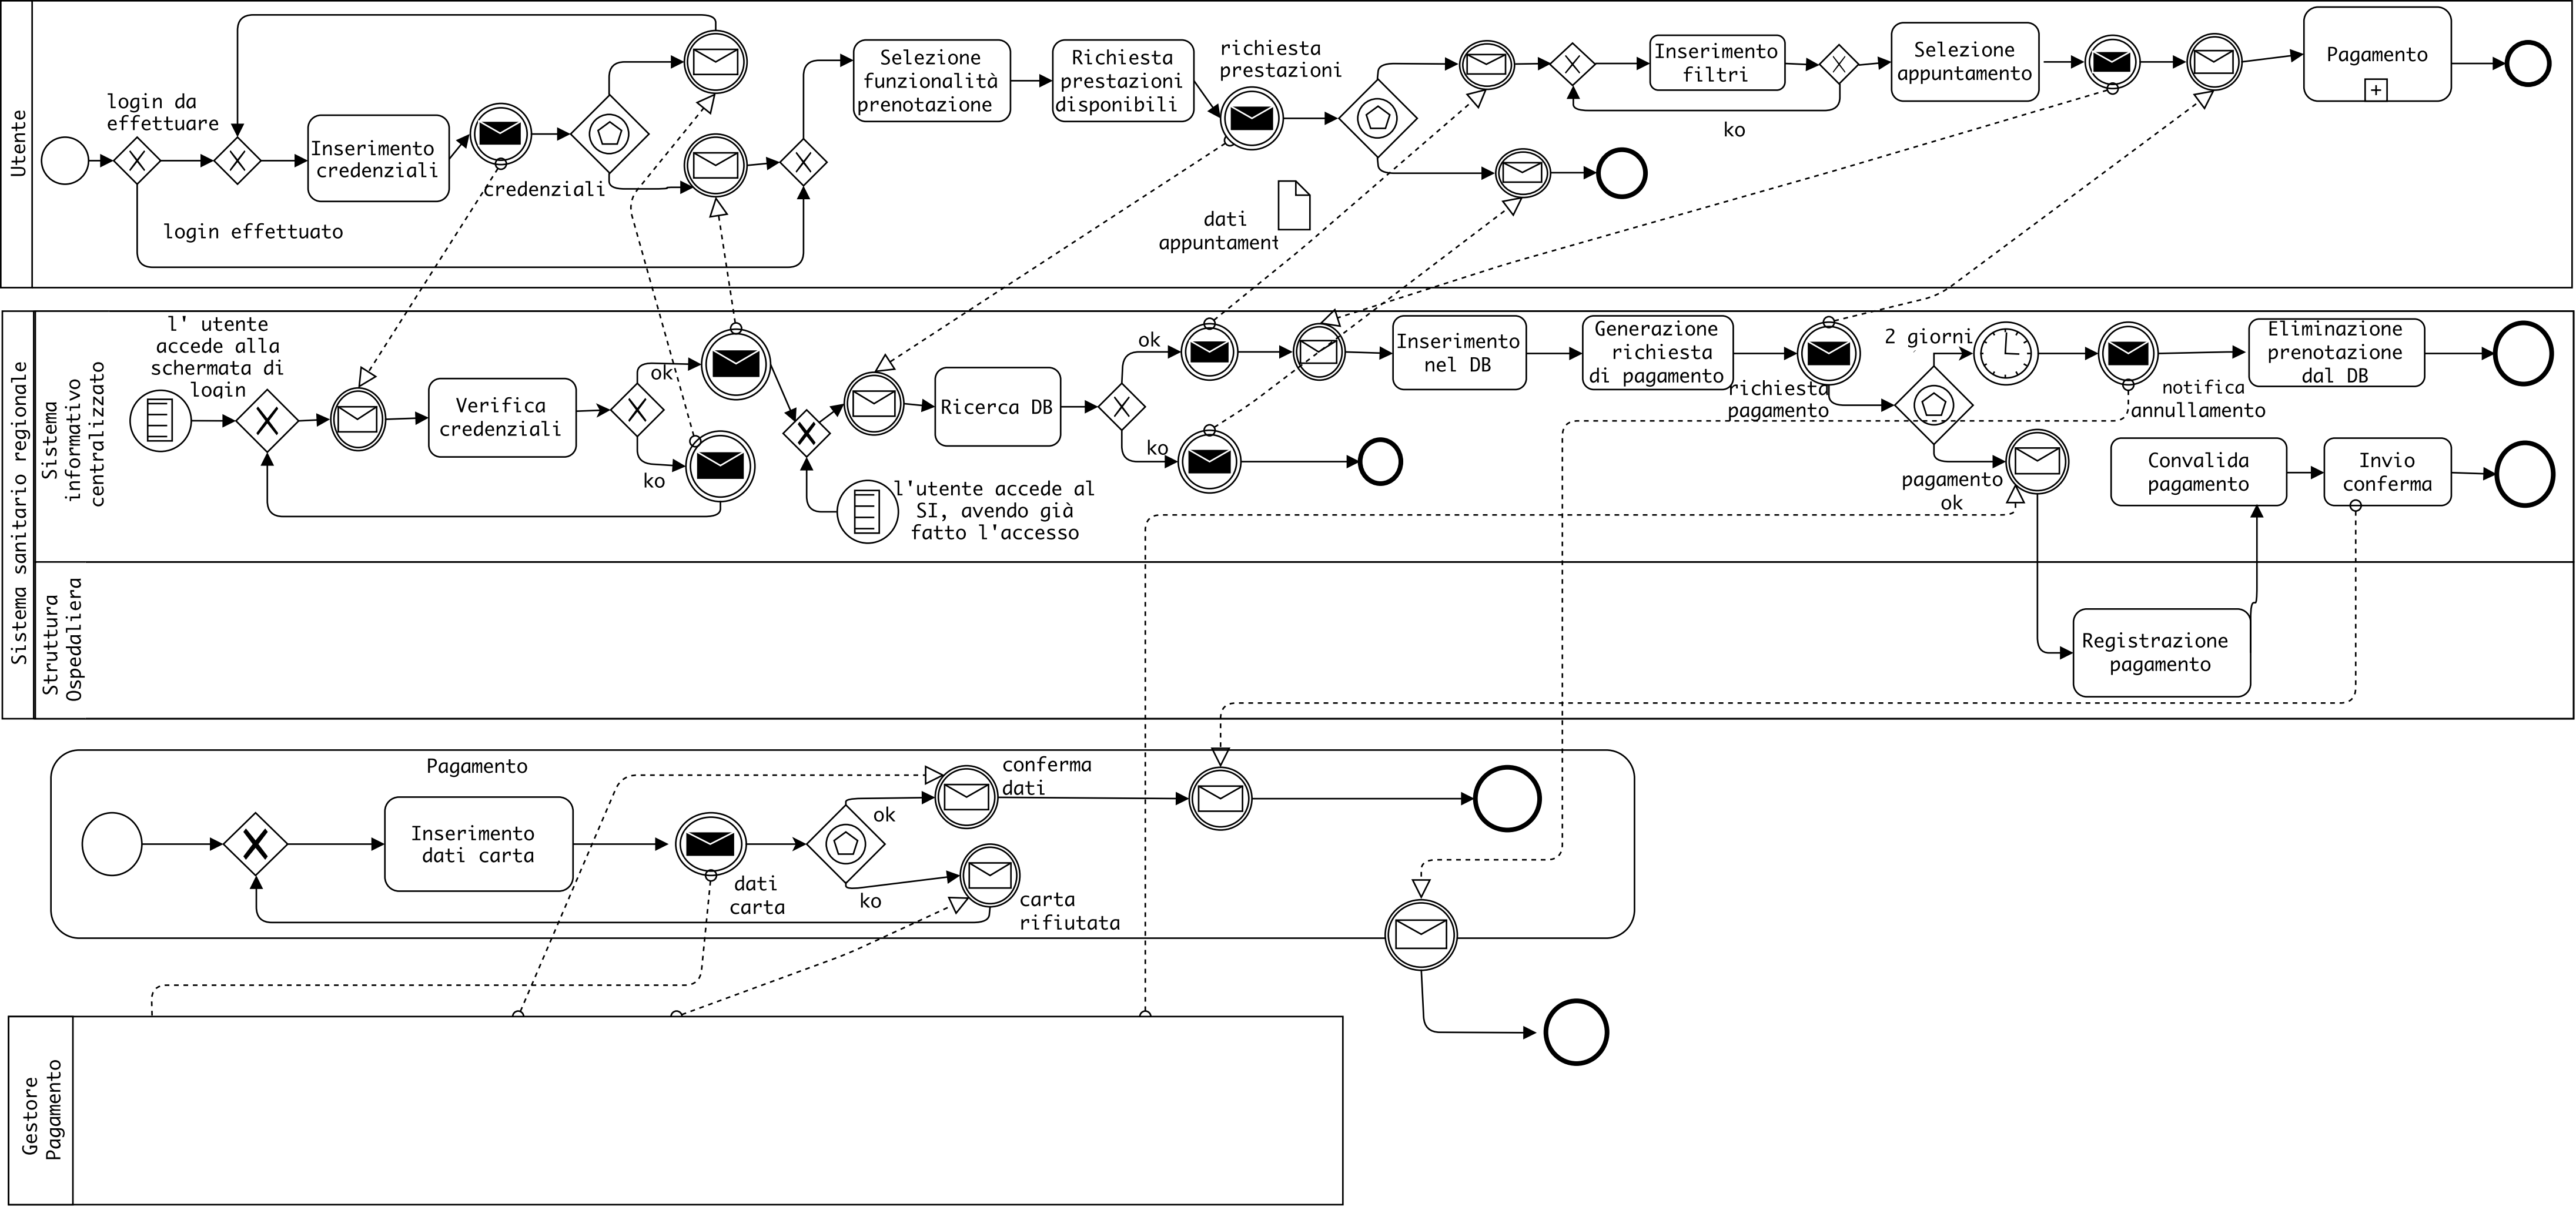 Utente
login da
effettuare
login effettuato
Inserimento
credenziali
credenziali
Selezione
funzionalità
prenotazione
Richiesta
prestazioni
disponibili
richiesta
prestazioni
dati
appuntament
Inserimento
filtri
ko
Selezione
appuntamento
Pagamento
+
Sistema sanitario regionale
Sistema
informativo
centralizzato
l' utente
accede alla
schermata di
login
Verifica
credenziali
ok
ko
l'utente accede al
SI, avendo già
fatto l'accesso
Ricerca DB
ok
ko
Inserimento
nel DB
Generazione
richiesta
di pagamento
richiesta
pagamento
2 giorni
pagamento
ok
notifica
annullamento
Eliminazione
prenotazione
dal DB
Convalida
pagamento
Invio
conferma
Struttura
Ospedaliera
Registrazione
pagamento
Pagamento
Inserimento
dati carta
dati
carta
ok
ko
conferma
dati
carta
rifiutata
Gestore
Pagamento